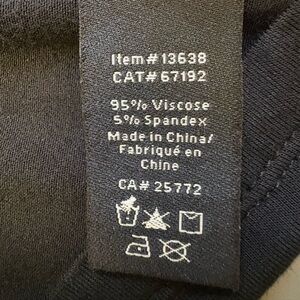 Item# 13638
CAT# 67192
95% Viscose
5% Spandex
Made in China/
Fabriqué en
Chine
CA# 25772